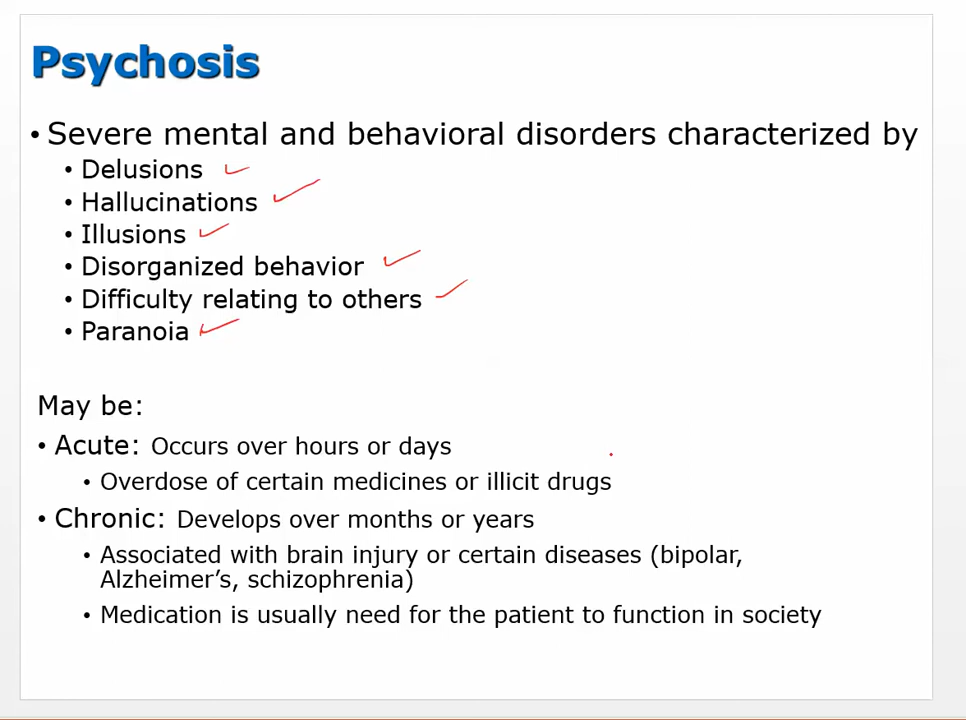 Psychosis
• Severe mental and behavioral disorders characterized by
• Delusions
• Hallucinations
• Illusions
• Disorganized behavior
• Difficulty relating to others
• Paranoia
May be:
• Acute: Occurs over hours or days
• Overdose of certain medicines or illicit drugs
• Chronic: Develops over months or years
• Associated with brain injury or certain diseases (bipolar,
Alzheimer’s, schizophrenia)
• Medication is usually need for the patient to function in society